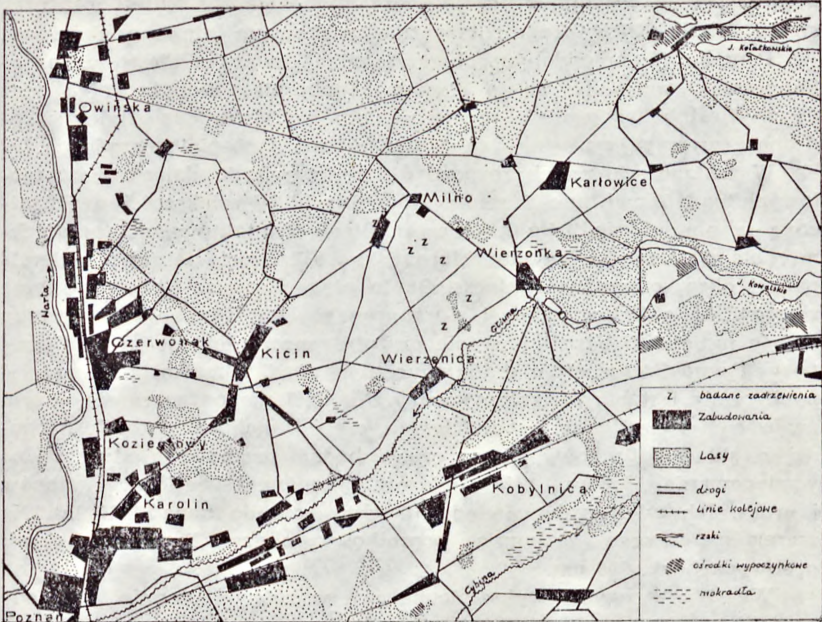 J. Kołatkowskie
Owińska
Karłowice
Milno
z
z
z
Wierzonka
J. Kowalskie
Warta
z
z
Główna
Czerwonak
Kicin
Wierzenica
z badane zadrzewienia
Zabudowania
Lasy
drogi
linie kolejowe
rzeki
ośrodki wypoczynkowe
mokradła
Koziegłowy
Karolin
Kobylnica
Cybina
Poznań